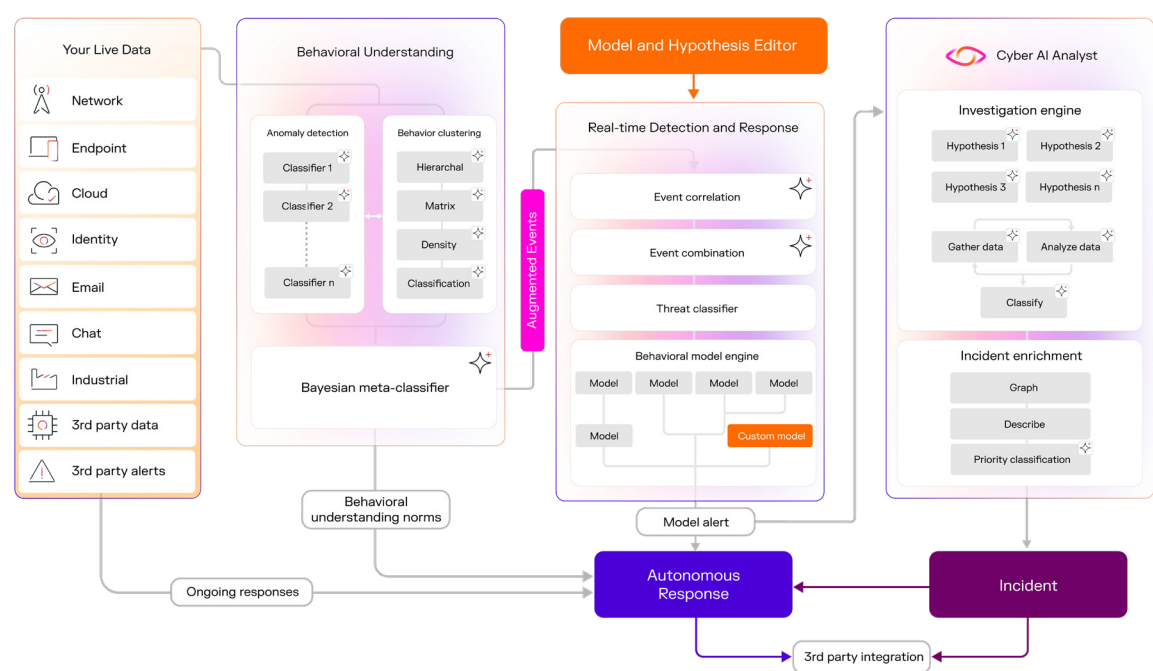 Your Live Data
Network
Endpoint
Cloud
Identity
Email
Chat
Industrial
3rd party data
3rd party alerts
Behavioral Understanding
Anomaly detection
Classifier 1
Classifier 2
Classifier n
Behavior clustering
Hierarchal
Matrix
Density
Classification
Bayesian meta-classifier
Augmented Events
Model and Hypothesis Editor
Real-time Detection and Response
Event correlation
Event combination
Threat classifier
Behavioral model engine
Model
Model
Model
Model
Model
Custom model
Cyber AI Analyst
Investigation engine
Hypothesis 1
Hypothesis 2
Hypothesis 3
Hypothesis n
Gather data
Analyze data
Classify
Incident enrichment
Graph
Describe
Priority classification
Behavioral
understanding norms
Model alert
Ongoing responses
Autonomous
Response
Incident
3rd party integration